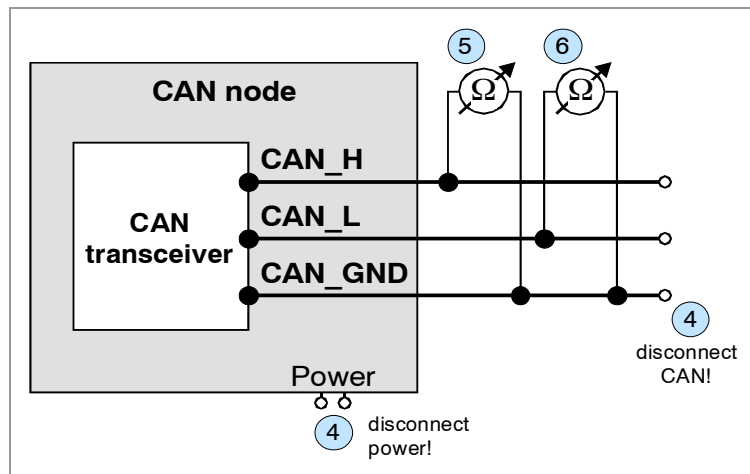 5
6
Ω
Ω
CAN node
CAN_H
CAN
transceiver
CAN_L
CAN_GND
4
disconnect
CAN!
Power
4
disconnect
power!